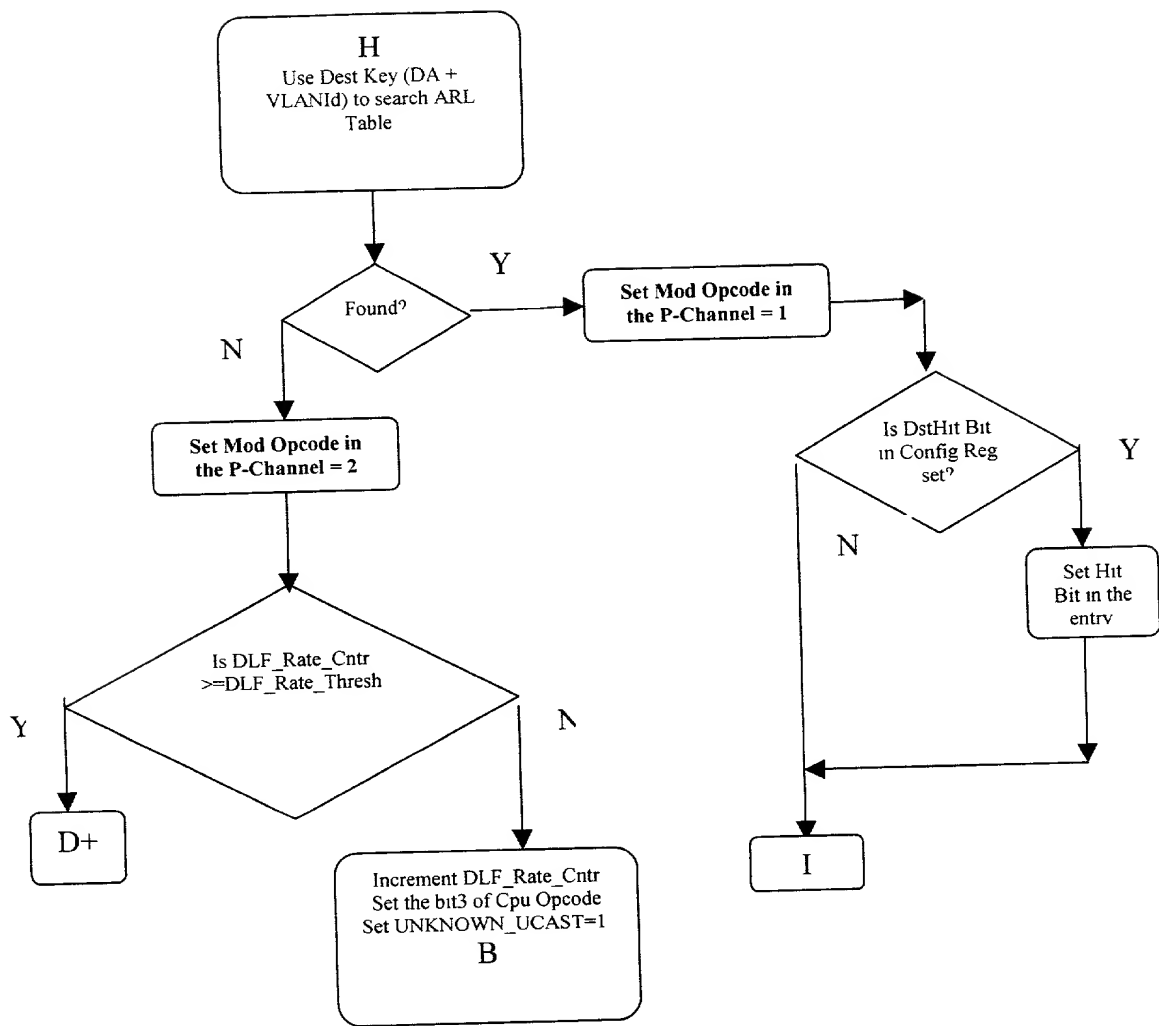 H
Use Dest Key (DA +
VLANId) to search ARL
Table
Found?
Y
N
Set Mod Opcode in
the P-Channel = 1
Set Mod Opcode in
the P-Channel = 2
Is DstHit Bit
in Config Reg
set?
Y
N
Set Hit
Bit in the
entry
Is DLF_Rate_Cntr
>=DLF_Rate_Thresh
Y
N
D+
Increment DLF_Rate_Cntr
Set the bit3 of Cpu Opcode
Set UNKNOWN_UCAST=1
B
I